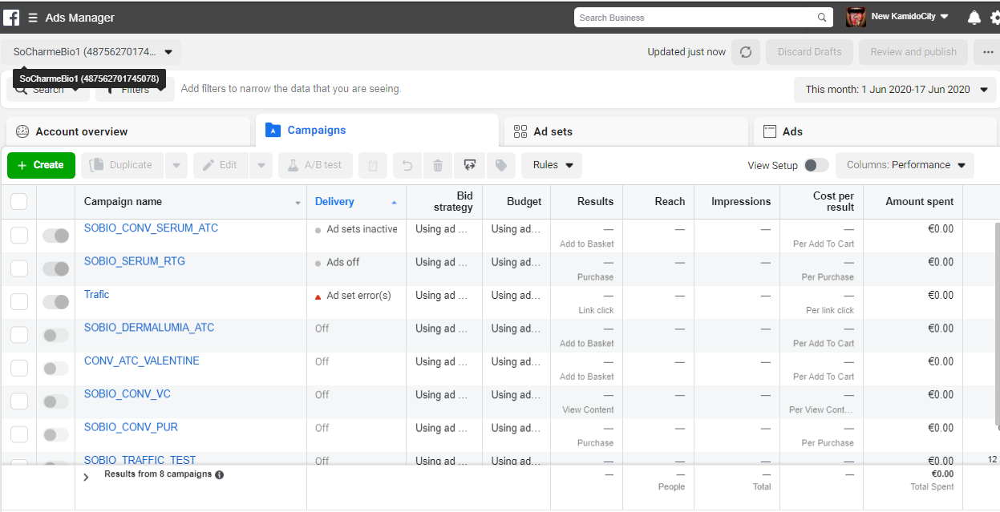 Ads Manager
Search Business
New KamidoCity
SoCharmeBio1 (48756270174...
Updated just now
Discard Drafts
Review and publish
SoCharmeBio1 (487562701745078)
Search
Filters
Add filters to narrow the data that you are seeing.
This month: 1 Jun 2020-17 Jun 2020
Account overview
Campaigns
Ad sets
Ads
+ Create
Duplicate
Edit
A/B test
Rules
View Setup
Columns: Performance
Campaign name
Delivery
Bid strategy
Budget
Results
Reach
Impressions
Cost per result
Amount spent
SOBIO_CONV_SERUM_ATC Ad sets inactive Using ad ... Using ad... — — — — €0.00
Add to Basket Per Add To Cart
SOBIO_SERUM_RTG Ads off Using ad ... Using ad... — — — — €0.00
Purchase Per Purchase
Trafic Ad set error(s) Using ad ... Using ad... — — — — €0.00
Link click Per link click
SOBIO_DERMALUMIA_ATC Off Using ad ... Using ad... — — — — €0.00
Add to Basket Per Add To Cart
CONV_ATC_VALENTINE Off Using ad ... Using ad... — — — — €0.00
Add to Basket Per Add To Cart
SOBIO_CONV_VC Off Using ad ... Using ad... — — — — €0.00
View Content Per View Cont...
SOBIO_CONV_PUR Off Using ad ... Using ad... — — — — €0.00
Purchase Per Purchase
SOBIO_TRAFFIC_TEST Off Using ad ... Using ad... — — — — €0.00 12
Results from 8 campaigns — — — — €0.00
People Total Total Spent